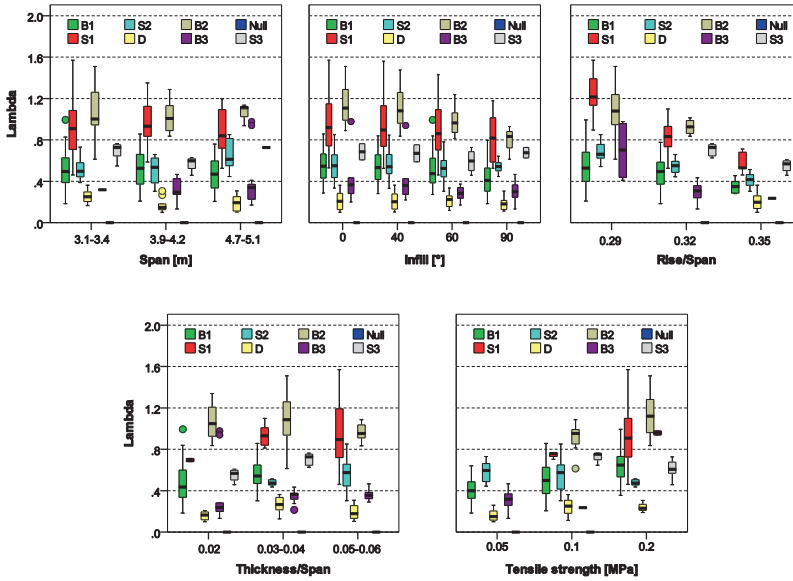 B1 S2 B2 Null
S1 D B3 S3
Lambda
2.0
1.6
1.2
.8
.4
.0
3.1-3.4 3.9-4.2 4.7-5.1
Span [m]
B1 S2 B2 Null
S1 D B3 S3
0 40 60 90
Infill [°]
B1 S2 B2 Null
S1 D B3 S3
0.29 0.32 0.35
Rise/Span
B1 S2 B2 Null
S1 D B3 S3
Lambda
2.0
1.6
1.2
.8
.4
.0
0.02 0.03-0.04 0.05-0.06
Thickness/Span
B1 S2 B2 Null
S1 D B3 S3
0.05 0.1 0.2
Tensile strength [MPa]